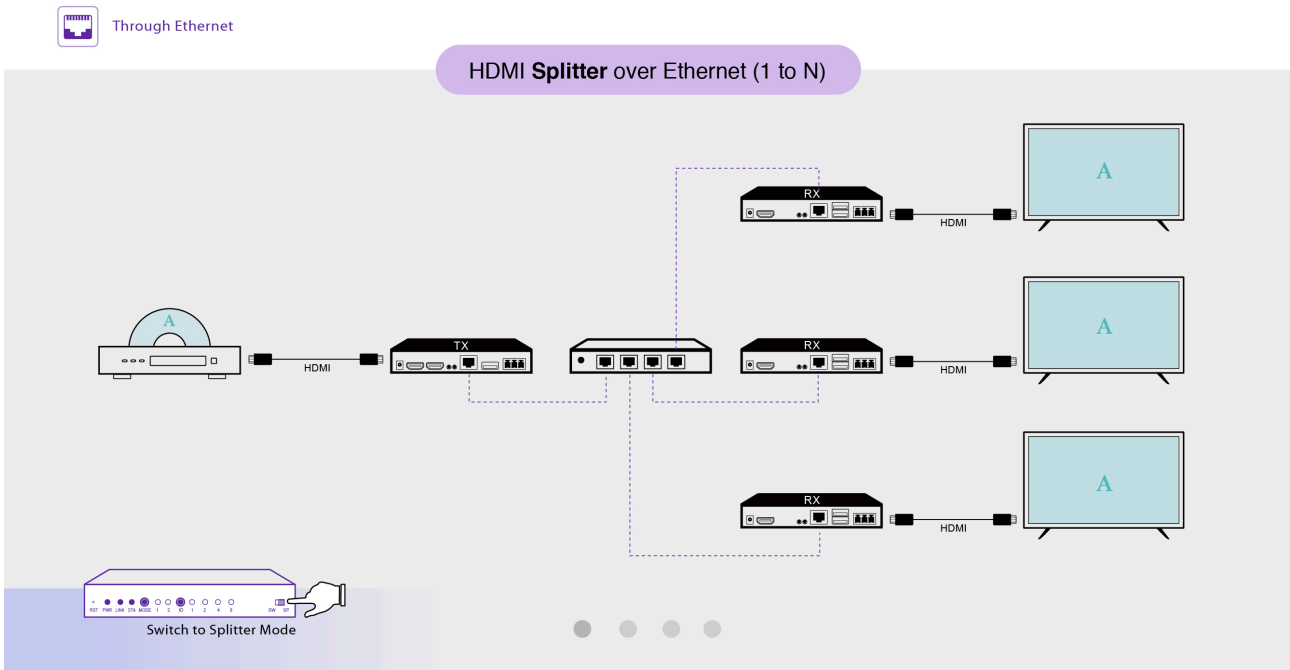 Through Ethernet
HDMI Splitter over Ethernet (1 to N)
A
RX
HDMI
A
A
HDMI
TX
RX
HDMI
A
RX
HDMI
RST PWR LINK STA MODE 1 2 ID 1 2 4 8 SW SP
Switch to Splitter Mode